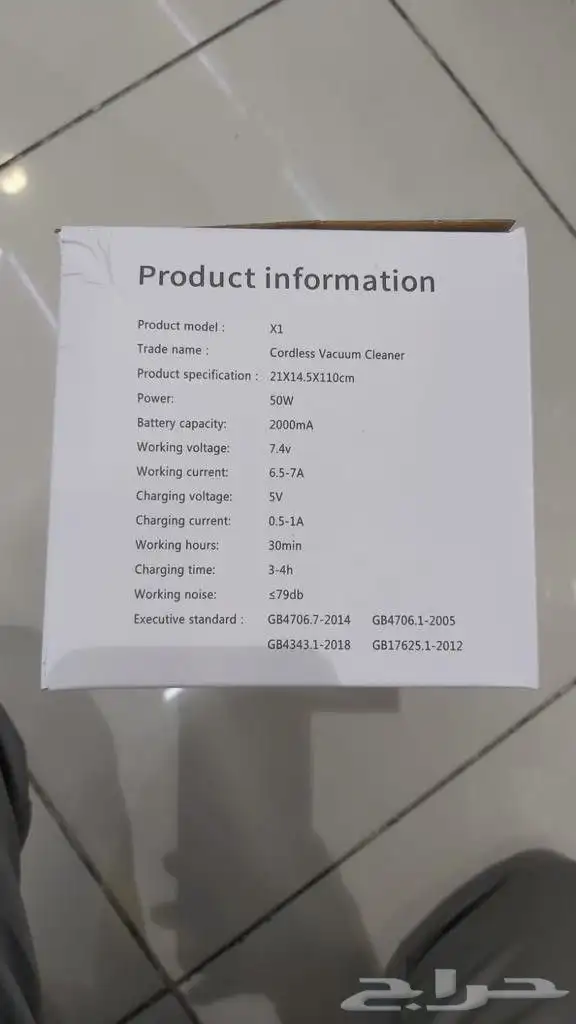 Product information
Product model : X1
Trade name : Cordless Vacuum Cleaner
Product specification : 21X14.5X110cm
Power: 50W
Battery capacity: 2000mA
Working voltage: 7.4v
Working current: 6.5-7A
Charging voltage: 5V
Charging current: 0.5-1A
Working hours: 30min
Charging time: 3-4h
Working noise: ≤79db
Executive standard : GB4706.7-2014 GB4706.1-2005
GB4343.1-2018 GB17625.1-2012
حراج